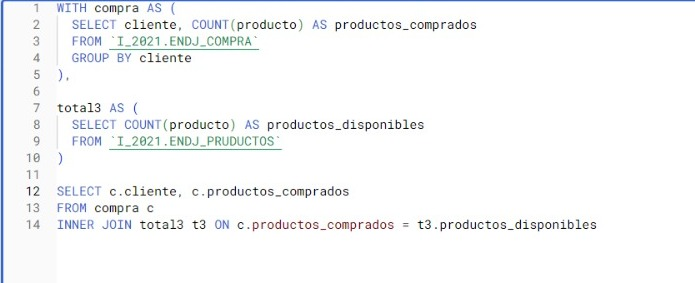 1 WITH compra AS (
2 SELECT cliente, COUNT(producto) AS productos_comprados
3 FROM `I_2021.ENDJ_COMPRA`
4 GROUP BY cliente
5 ),
6
7 total3 AS (
8 SELECT COUNT(producto) AS productos_disponibles
9 FROM `I_2021.ENDJ_PRUDUCTOS`
10 )
11
12 SELECT c.cliente, c.productos_comprados
13 FROM compra c
14 INNER JOIN total3 t3 ON c.productos_comprados = t3.productos_disponibles